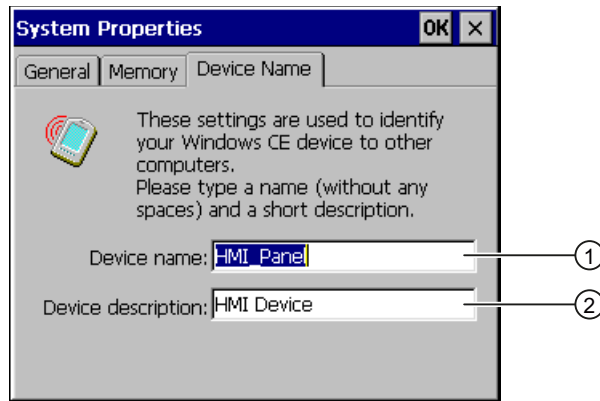 System Properties OK ×
General Memory Device Name
These settings are used to identify
your Windows CE device to other
computers.
Please type a name (without any
spaces) and a short description.
Device name: HMI_Panel 1
Device description: HMI Device 2